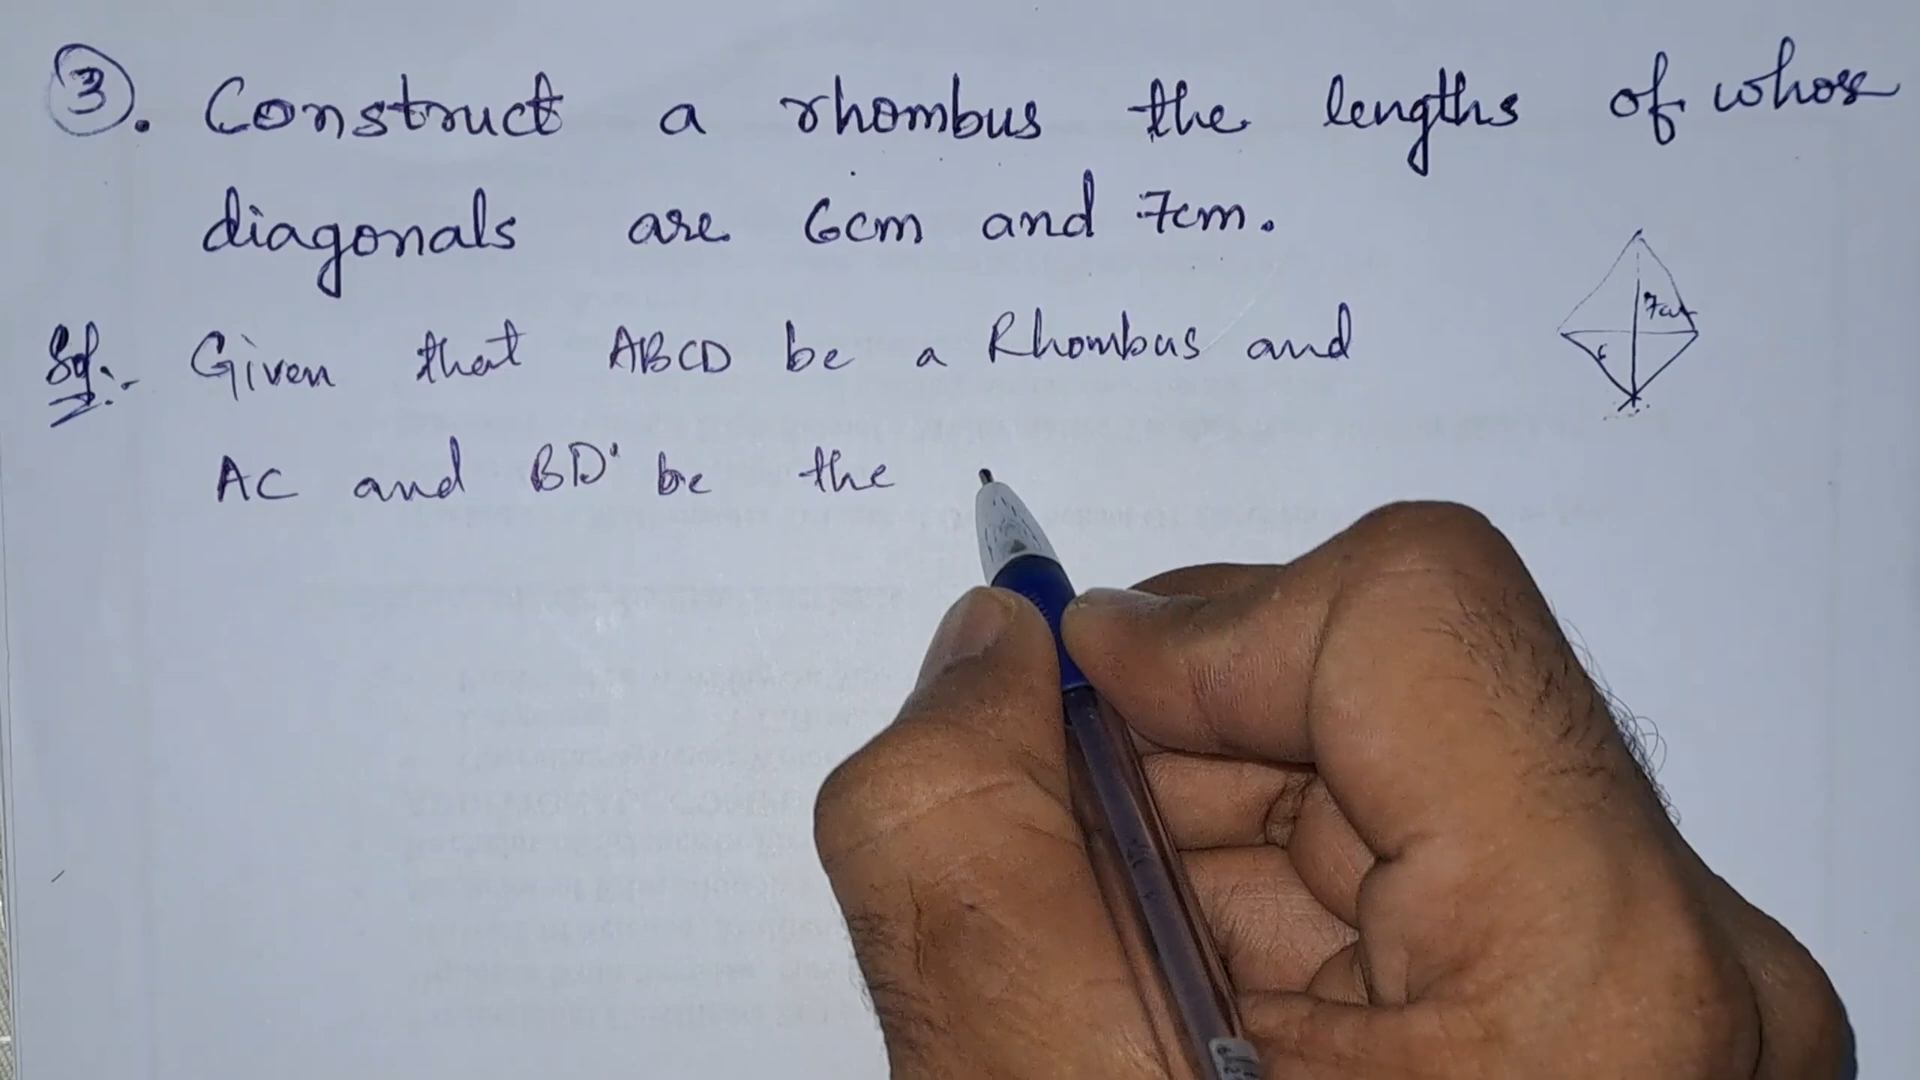 3. Construct a rhombus the lengths of whose
diagonals are 6cm and 7cm.
Sol:- Given that ABCD be a Rhombus and
AC and BD be the
7cm
6